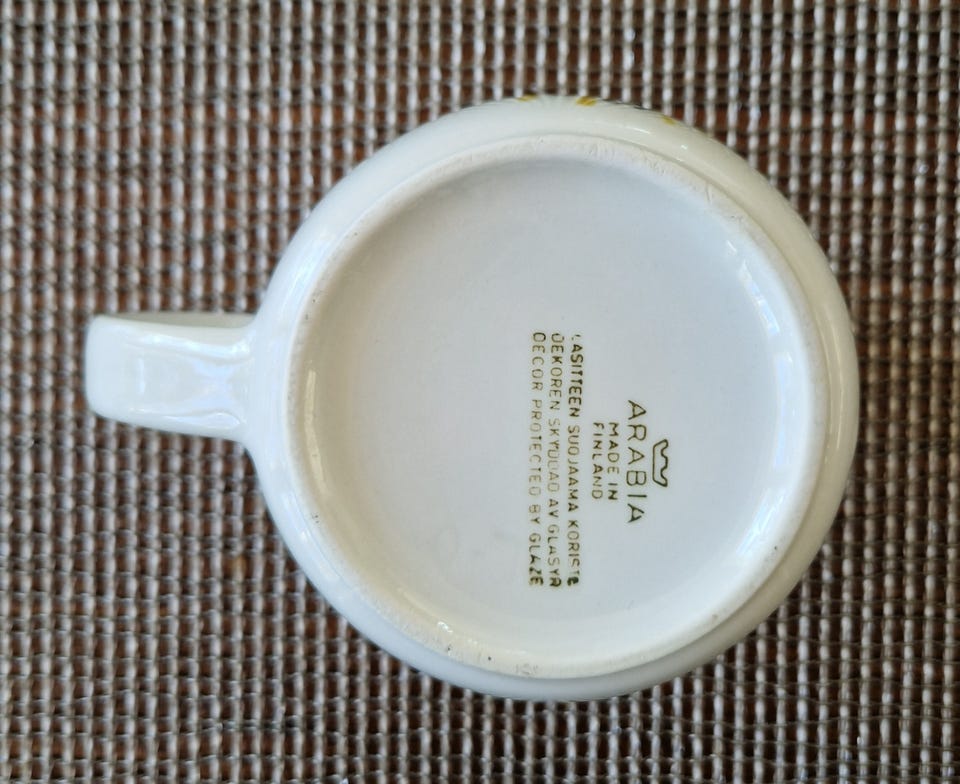 ARABIA
MADE IN
FINLAND
LASITTEEN SUOJAAMA KORISTE
DEKOREN SKYDDAD AV GLASYR
DECOR PROTECTED BY GLAZE